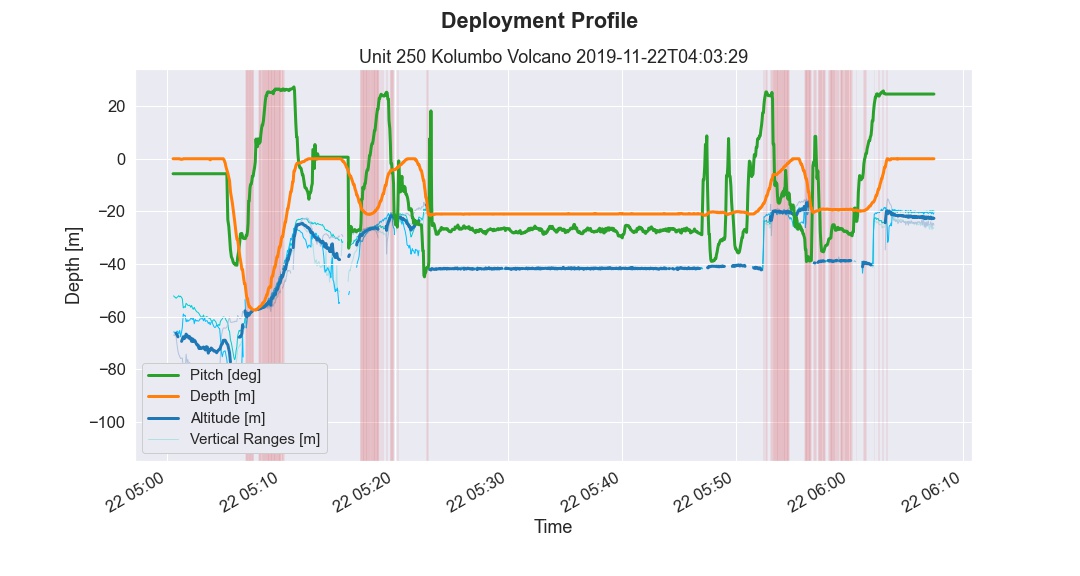 Deployment Profile
Unit 250 Kolumbo Volcano 2019-11-22T04:03:29
20
0
−20
−40
−60
−80
−100
Depth [m]
Pitch [deg]
Depth [m]
Altitude [m]
Vertical Ranges [m]
22 05:00
22 05:10
22 05:20
22 05:30
22 05:40
22 05:50
22 06:00
22 06:10
Time